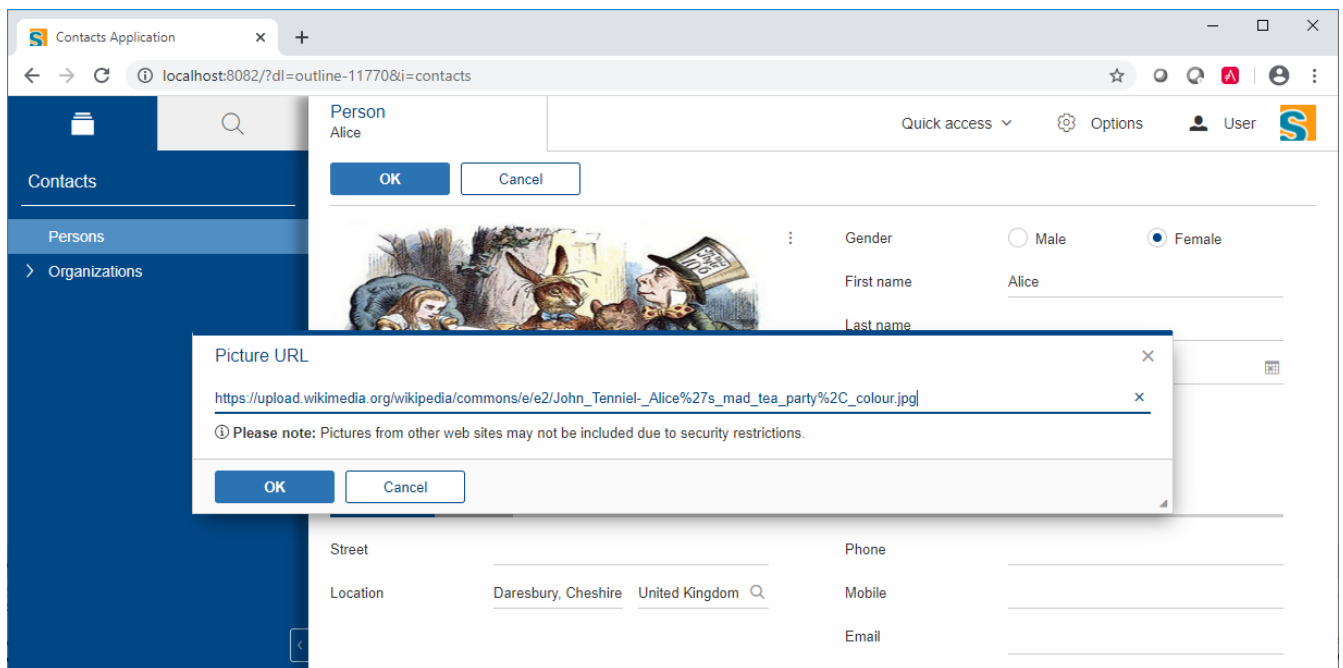 Contacts Application
localhost:8082/?dl=outline-11770&i=contacts
Person
Alice
Quick access
Options
User
Contacts
OK
Cancel
Persons
Organizations
Gender
Male
Female
10/6
First name
Alice
Last name
Picture URL
https://upload.wikimedia.org/wikipedia/commons/e/e2/John_Tenniel-_Alice%27s_mad_tea_party%2C_colour.jpg
Please note: Pictures from other web sites may not be included due to security restrictions.
OK
Cancel
Street
Phone
Location
Daresbury, Cheshire
United Kingdom
Mobile
Email